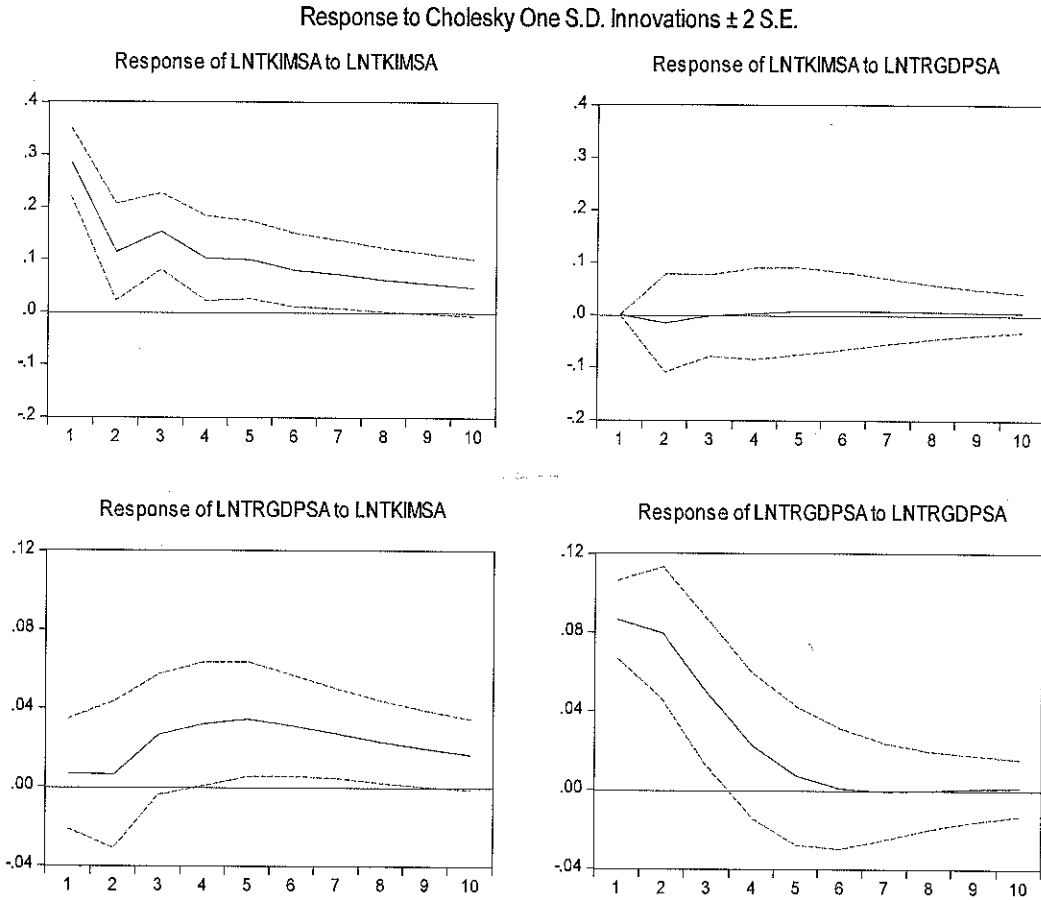 Response to Cholesky One S.D. Innovations ± 2 S.E.
Response of LNTKIMSA to LNTKIMSA
.4
.3
.2
.1
.0
-.1
-.2
1 2 3 4 5 6 7 8 9 10
Response of LNTKIMSA to LNTRGDPSA
.4
.3
.2
.1
.0
-.1
-.2
1 2 3 4 5 6 7 8 9 10
Response of LNTRGDPSA to LNTKIMSA
.12
.08
.04
.00
-.04
1 2 3 4 5 6 7 8 9 10
Response of LNTRGDPSA to LNTRGDPSA
.12
.08
.04
.00
-.04
1 2 3 4 5 6 7 8 9 10